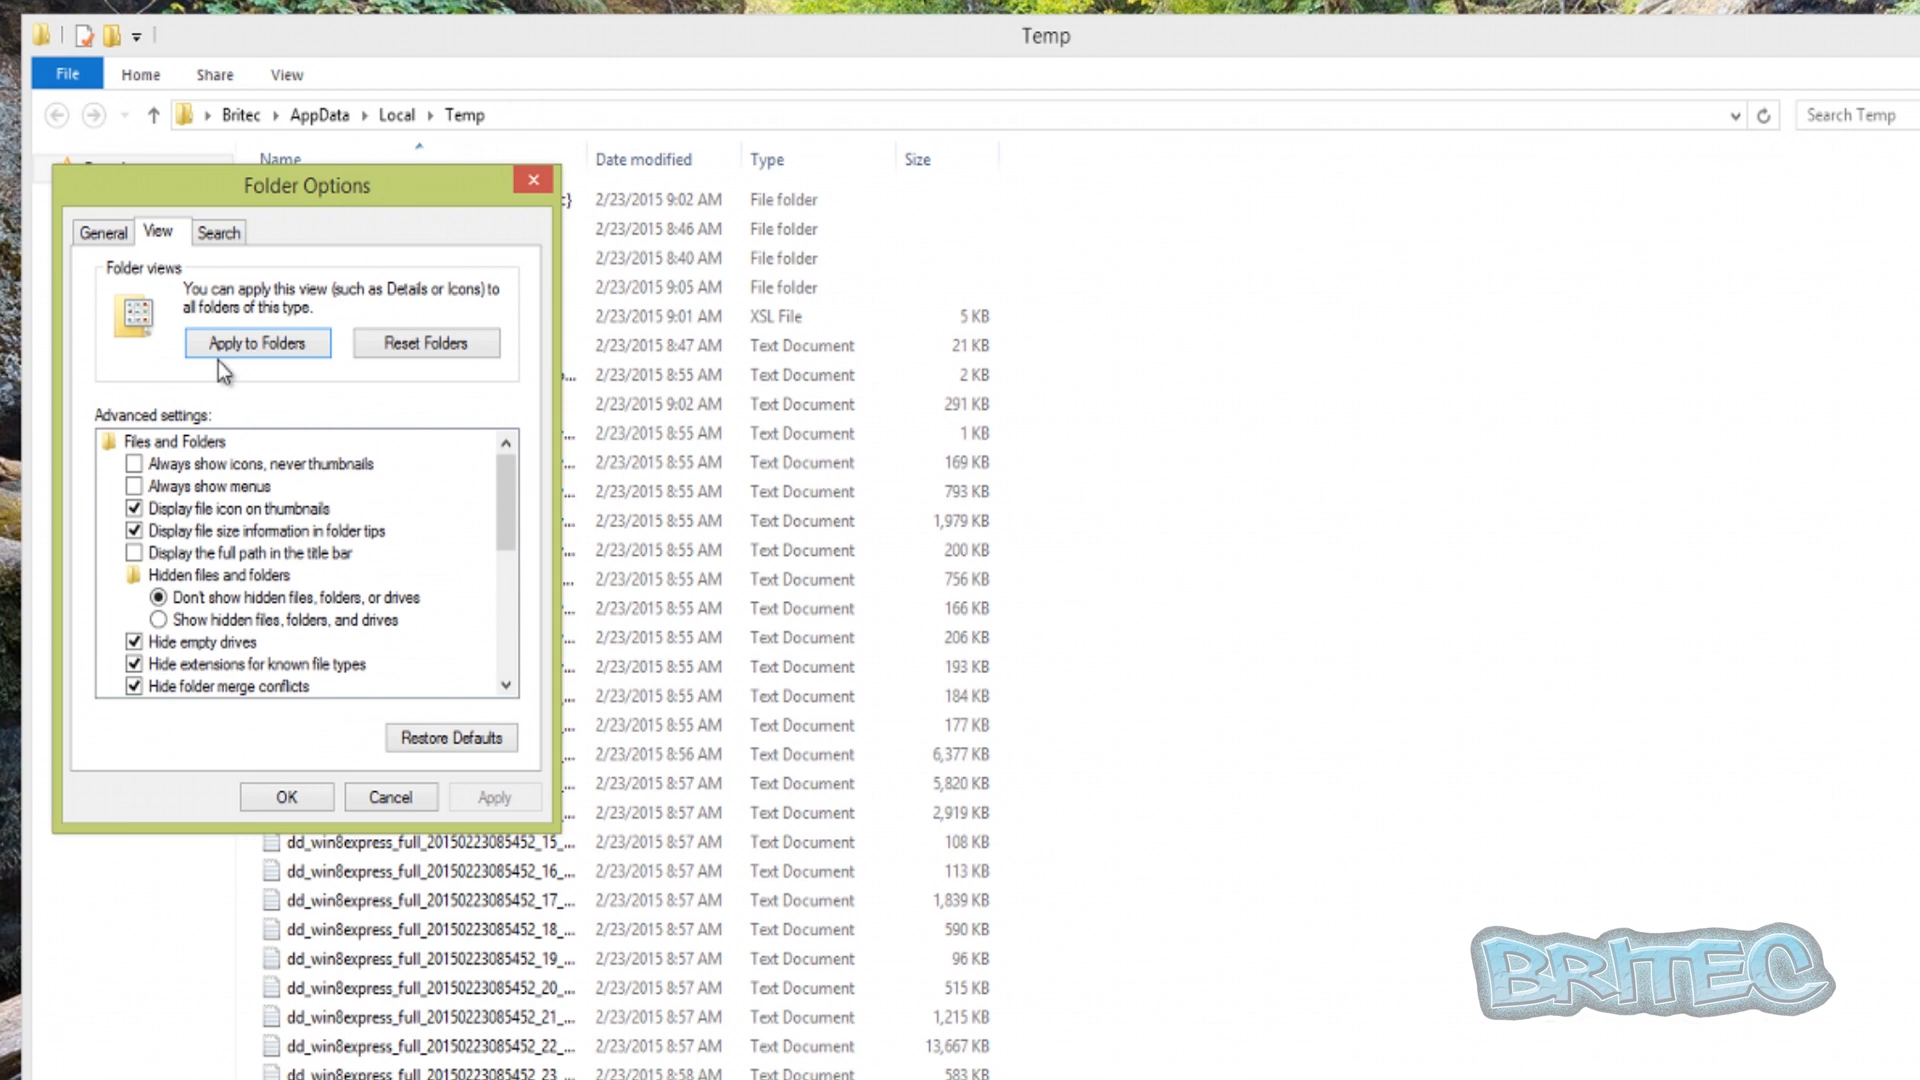 Temp
File Home Share View
Britec AppData Local Temp Search Temp
Name Date modified Type Size
2/23/2015 9:02 AM File folder
2/23/2015 8:46 AM File folder
2/23/2015 8:40 AM File folder
2/23/2015 9:05 AM File folder
2/23/2015 9:01 AM XSL File 5 KB
2/23/2015 8:47 AM Text Document 21 KB
2/23/2015 8:55 AM Text Document 2 KB
2/23/2015 9:02 AM Text Document 291 KB
2/23/2015 8:55 AM Text Document 1 KB
2/23/2015 8:55 AM Text Document 169 KB
2/23/2015 8:55 AM Text Document 793 KB
2/23/2015 8:55 AM Text Document 1,979 KB
2/23/2015 8:55 AM Text Document 200 KB
2/23/2015 8:55 AM Text Document 756 KB
2/23/2015 8:55 AM Text Document 166 KB
2/23/2015 8:55 AM Text Document 206 KB
2/23/2015 8:55 AM Text Document 193 KB
2/23/2015 8:55 AM Text Document 184 KB
2/23/2015 8:55 AM Text Document 177 KB
2/23/2015 8:56 AM Text Document 6,377 KB
2/23/2015 8:57 AM Text Document 5,820 KB
2/23/2015 8:57 AM Text Document 2,919 KB
dd_win8express_full_20150223085452_15_... 2/23/2015 8:57 AM Text Document 108 KB
dd_win8express_full_20150223085452_16_... 2/23/2015 8:57 AM Text Document 113 KB
dd_win8express_full_20150223085452_17_... 2/23/2015 8:57 AM Text Document 1,839 KB
dd_win8express_full_20150223085452_18_... 2/23/2015 8:57 AM Text Document 590 KB
dd_win8express_full_20150223085452_19_... 2/23/2015 8:57 AM Text Document 96 KB
dd_win8express_full_20150223085452_20_... 2/23/2015 8:57 AM Text Document 515 KB
dd_win8express_full_20150223085452_21_... 2/23/2015 8:57 AM Text Document 1,215 KB
dd_win8express_full_20150223085452_22_... 2/23/2015 8:57 AM Text Document 13,667 KB
dd_win8express_full_20150223085452_23_... 2/23/2015 8:58 AM Text Document 583 KB
Folder Options
General View Search
Folder views
You can apply this view (such as Details or Icons) to
all folders of this type.
Apply to Folders Reset Folders
Advanced settings:
Files and Folders
Always show icons, never thumbnails
Always show menus
Display file icon on thumbnails
Display file size information in folder tips
Display the full path in the title bar
Hidden files and folders
Don't show hidden files, folders, or drives
Show hidden files, folders, and drives
Hide empty drives
Hide extensions for known file types
Hide folder merge conflicts
Restore Defaults
OK Cancel Apply
BRITEC